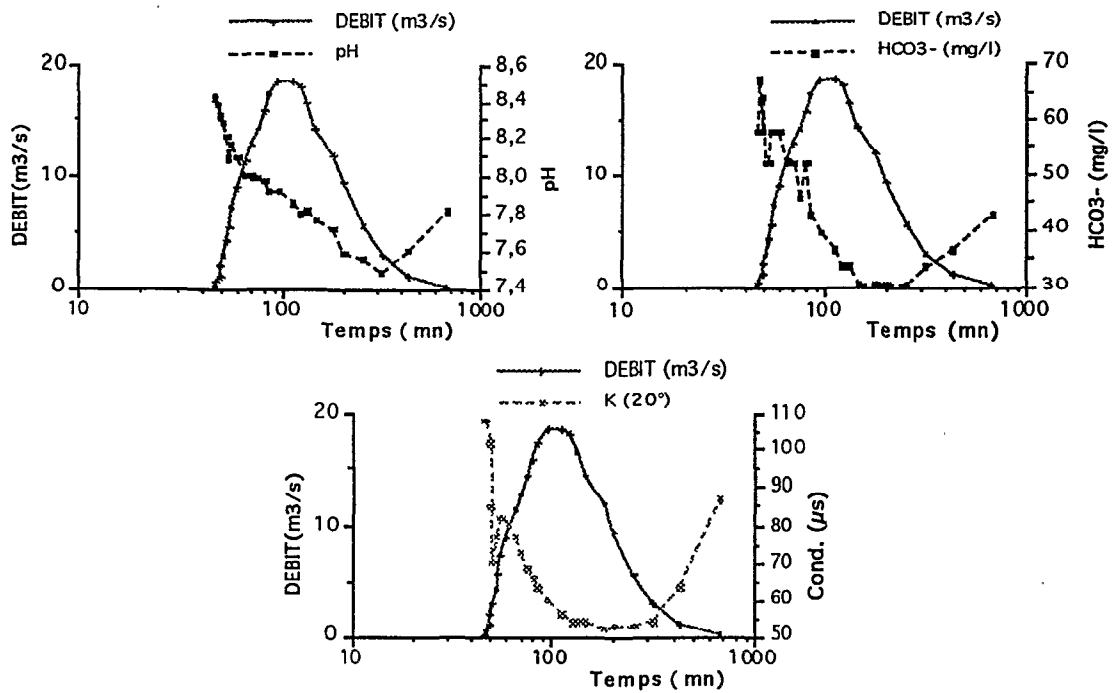 DEBIT (m3/s)
pH
20
10
0
10
100
1000
8,6
8,4
8,2
8,0
7,8
7,6
7,4
DEBIT(m3/s)
pH
Temps ( mn)
DEBIT (m3/s)
HCO3- (mg/l)
20
10
0
10
100
1000
70
60
50
40
30
DEBIT(m3/s)
HCO3- (mg/l)
Temps (mn)
DEBIT (m3/s)
K (20°)
20
10
0
10
100
1000
110
100
90
80
70
60
50
DEBIT(m3/s)
Cond. (µs)
Temps (mn)